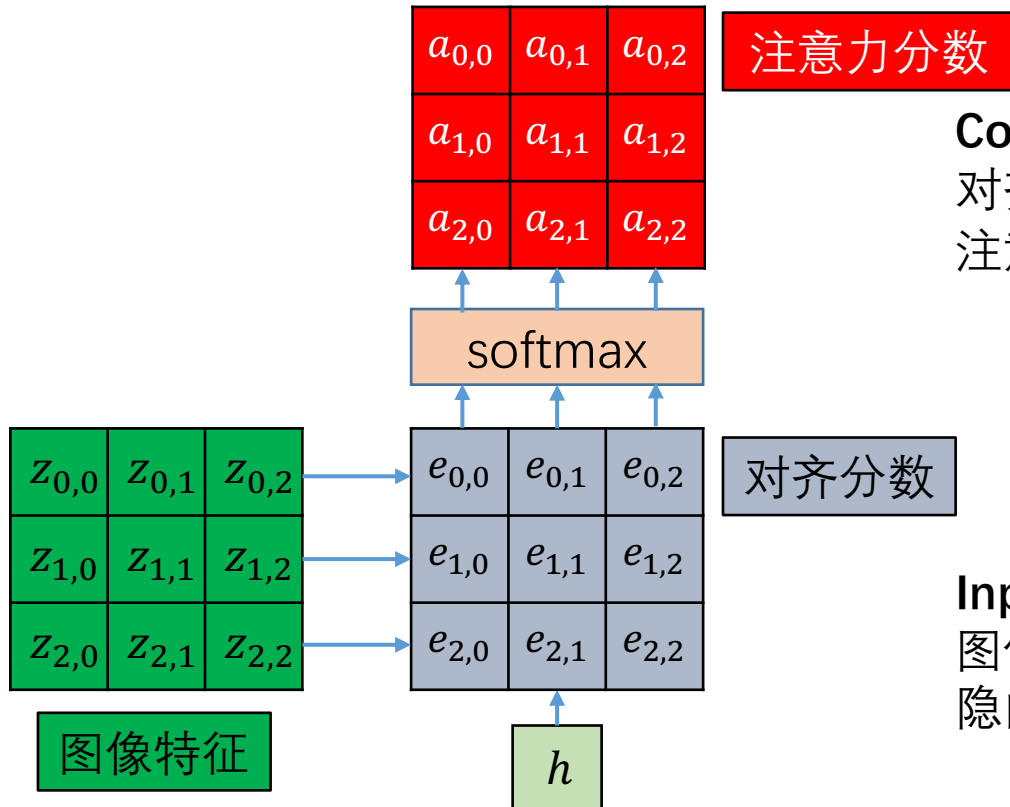 a0,0 a0,1 a0,2
注意力分数
a1,0 a1,1 a1,2
a2,0 a2,1 a2,2
softmax
z0,0 z0,1 z0,2
e0,0 e0,1 e0,2
对齐分数
z1,0 z1,1 z1,2
e1,0 e1,1 e1,2
z2,0 z2,1 z2,2
e2,0 e2,1 e2,2
图像特征
h
Co
对
注
Inp
图
隐